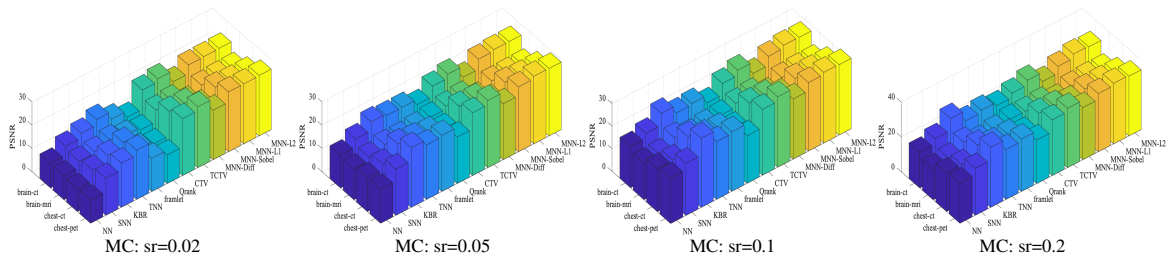 PSNR
30
20
10
0
brain-ct
brain-mri
chest-ct
chest-pet
NN
SNN
KBR
TNN
framlet
Qrank
CTV
TCTV
MNN-Diff
MNN-Sobel
MNN-L1
MNN-L2
MC: sr=0.02
PSNR
30
20
10
0
brain-ct
brain-mri
chest-ct
chest-pet
NN
SNN
KBR
TNN
framlet
Qrank
CTV
TCTV
MNN-Diff
MNN-Sobel
MNN-L1
MNN-L2
MC: sr=0.05
PSNR
30
20
10
0
brain-ct
brain-mri
chest-ct
chest-pet
NN
SNN
KBR
TNN
framlet
Qrank
CTV
TCTV
MNN-Diff
MNN-Sobel
MNN-L1
MNN-L2
MC: sr=0.1
PSNR
40
20
0
brain-ct
brain-mri
chest-ct
chest-pet
NN
SNN
KBR
TNN
framlet
Qrank
CTV
TCTV
MNN-Diff
MNN-Sobel
MNN-L1
MNN-L2
MC: sr=0.2